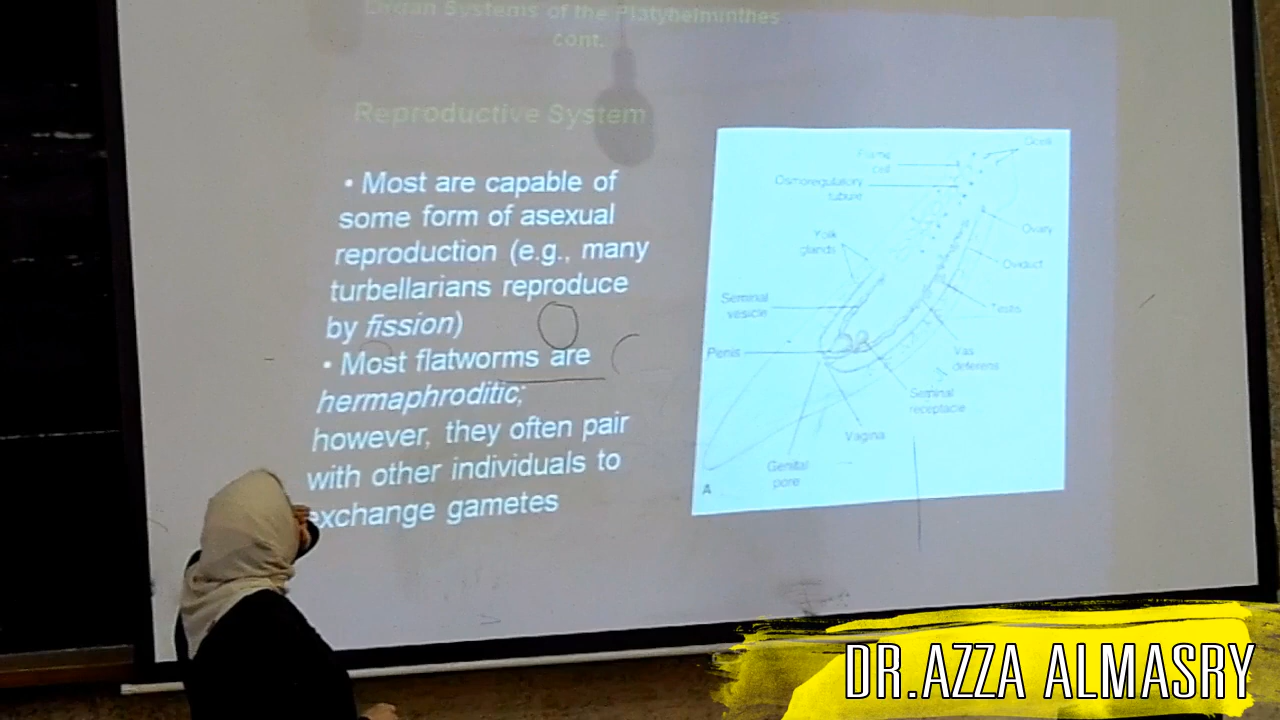 Organ Systems of the Platyhelminthes
cont.
Reproductive System
• Most are capable of
some form of asexual
reproduction (e.g., many
turbellarians reproduce
by fission)
• Most flatworms are
hermaphroditic;
however, they often pair
with other individuals to
exchange gametes
Flame
cell
Ocelli
Osmoregulatory
tubule
Yolk
glands
Ovary
Oviduct
Seminal
vesicle
Testis
Penis
Vas
deferens
Seminal
receptacle
Vagina
Genital
pore
A
DR.AZZA ALMASRY